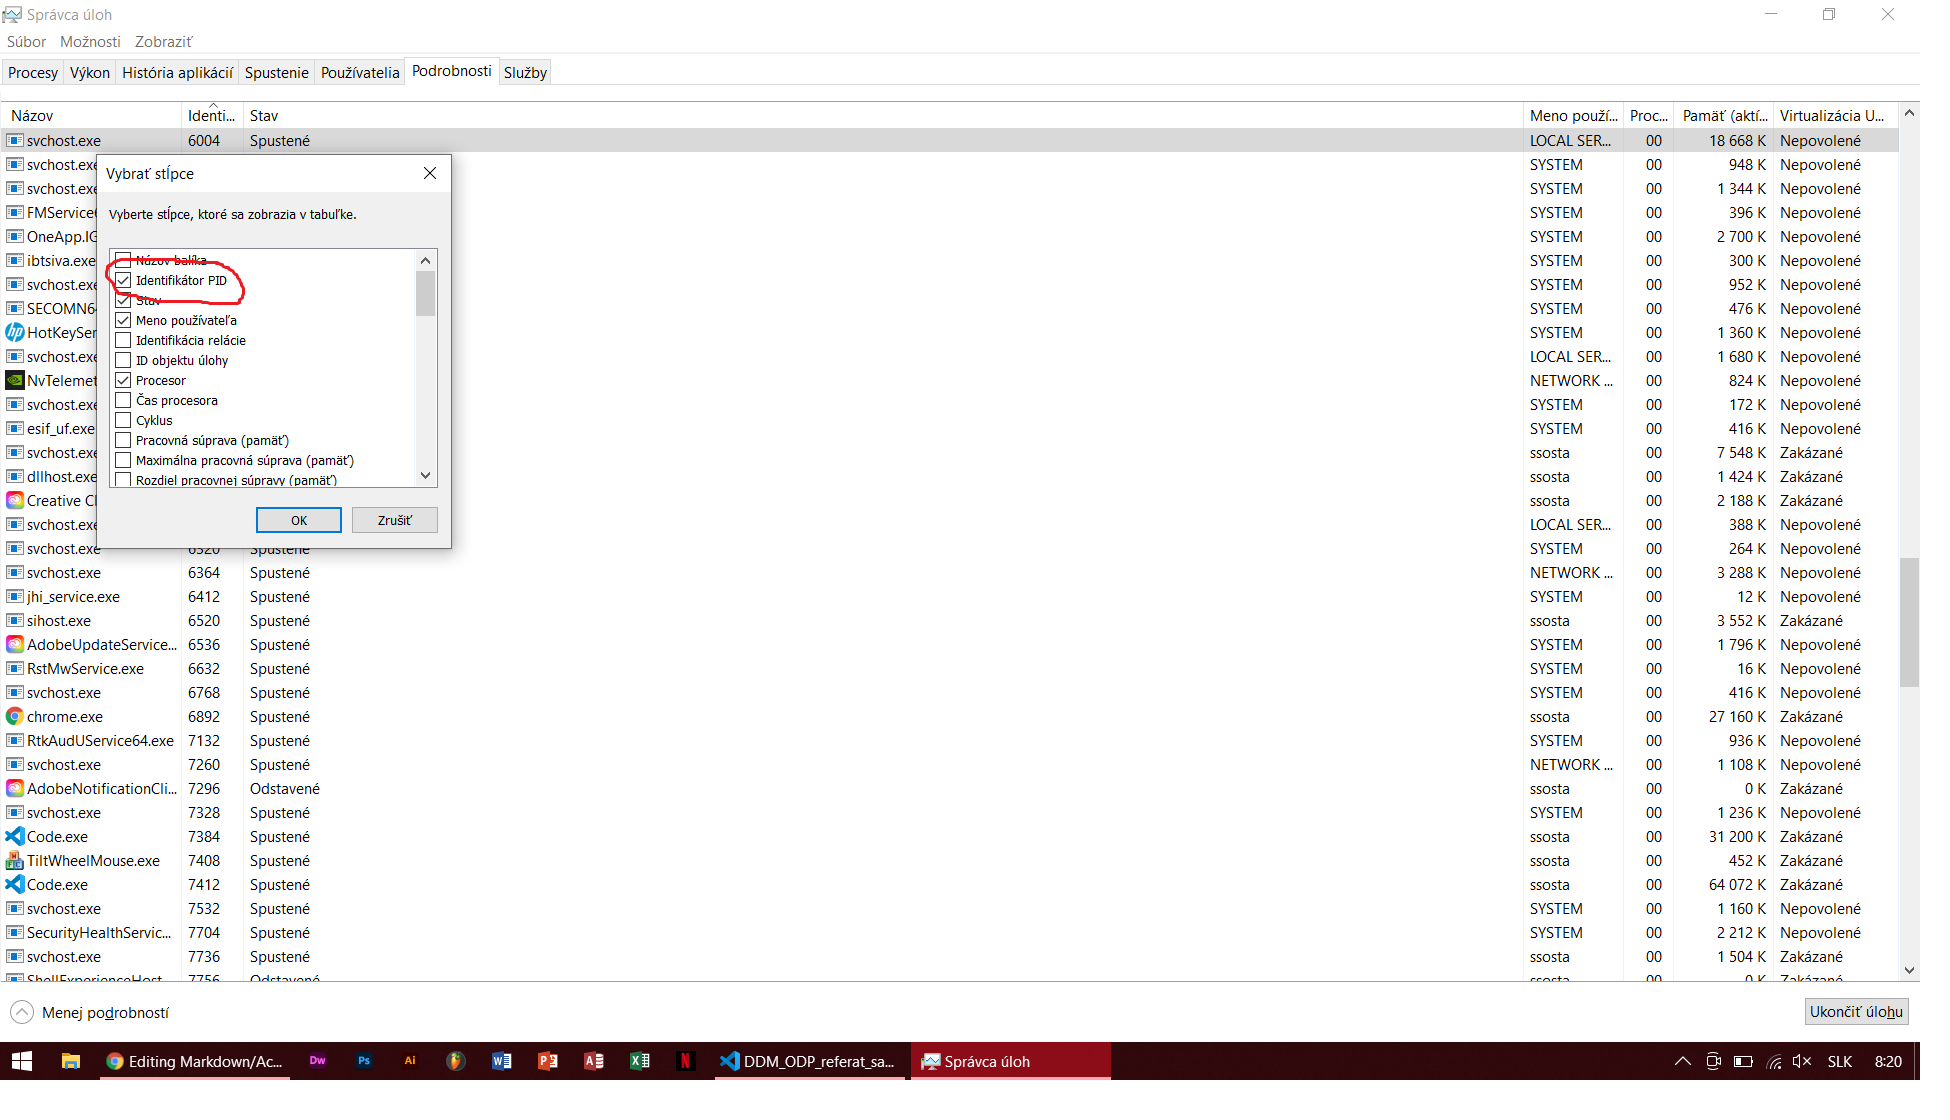 Správca úloh
Súbor Možnosti Zobraziť
Procesy Výkon História aplikácií Spustenie Používatelia Podrobnosti Služby
Názov Identi... Stav Meno použí... Proc... Pamäť (aktí... Virtualizácia U...
svchost.exe 6004 Spustené LOCAL SER... 00 18 668 K Nepovolené
svchost.exe SYSTEM 00 948 K Nepovolené
svchost.exe SYSTEM 00 1 344 K Nepovolené
FMService6 SYSTEM 00 396 K Nepovolené
OneApp.IG SYSTEM 00 2 700 K Nepovolené
ibtsiva.exe SYSTEM 00 300 K Nepovolené
svchost.exe SYSTEM 00 952 K Nepovolené
SECOMN64 SYSTEM 00 476 K Nepovolené
HotKeySer SYSTEM 00 1 360 K Nepovolené
svchost.exe LOCAL SER... 00 1 680 K Nepovolené
NvTelemet NETWORK ... 00 824 K Nepovolené
svchost.exe SYSTEM 00 172 K Nepovolené
esif_uf.exe SYSTEM 00 416 K Nepovolené
svchost.exe ssosta 00 7 548 K Zakázané
dllhost.exe ssosta 00 1 424 K Zakázané
Creative Cl ssosta 00 2 188 K Zakázané
svchost.exe LOCAL SER... 00 388 K Nepovolené
svchost.exe 6320 Spustené SYSTEM 00 264 K Nepovolené
svchost.exe 6364 Spustené NETWORK ... 00 3 288 K Nepovolené
jhi_service.exe 6412 Spustené SYSTEM 00 12 K Nepovolené
sihost.exe 6520 Spustené ssosta 00 3 552 K Zakázané
AdobeUpdateService... 6536 Spustené SYSTEM 00 1 796 K Nepovolené
RstMwService.exe 6632 Spustené SYSTEM 00 16 K Nepovolené
svchost.exe 6768 Spustené SYSTEM 00 416 K Nepovolené
chrome.exe 6892 Spustené ssosta 00 27 160 K Zakázané
RtkAudUService64.exe 7132 Spustené SYSTEM 00 936 K Nepovolené
svchost.exe 7260 Spustené NETWORK ... 00 1 108 K Nepovolené
AdobeNotificationCli... 7296 Odstavené ssosta 00 0 K Zakázané
svchost.exe 7328 Spustené SYSTEM 00 1 236 K Nepovolené
Code.exe 7384 Spustené ssosta 00 31 200 K Zakázané
TiltWheelMouse.exe 7408 Spustené ssosta 00 452 K Zakázané
Code.exe 7412 Spustené ssosta 00 64 072 K Zakázané
svchost.exe 7532 Spustené SYSTEM 00 1 160 K Nepovolené
SecurityHealthServic... 7704 Spustené SYSTEM 00 2 212 K Nepovolené
svchost.exe 7736 Spustené ssosta 00 1 504 K Zakázané
ShellExperienceHost 7756 Odstavené ssosta 00 0 K Zakázané
Vybrať stĺpce
Vyberte stĺpce, ktoré sa zobrazia v tabuľke.
Názov balíka
Identifikátor PID
Stav
Meno používateľa
Identifikácia relácie
ID objektu úlohy
Procesor
Čas procesora
Cyklus
Pracovná súprava (pamäť)
Maximálna pracovná súprava (pamäť)
Rozdiel pracovnej súpravy (pamäť)
OK Zrušiť
Menej podrobností Ukončiť úlohu
Editing Markdown/Ac... Dw Ps Ai DDM_ODP_referat_sa... Správca úloh SLK 8:20